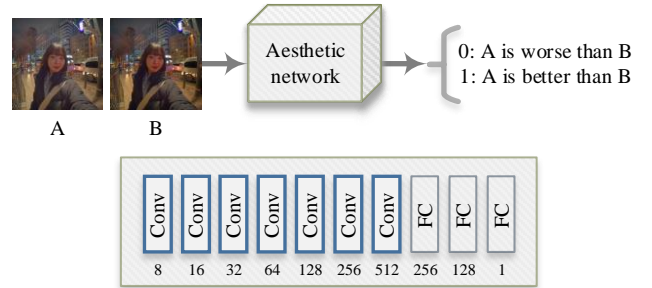 Aesthetic
network
0: A is worse than B
1: A is better than B
A B
Conv Conv Conv Conv Conv Conv Conv FC FC FC
8 16 32 64 128 256 512 256 128 1